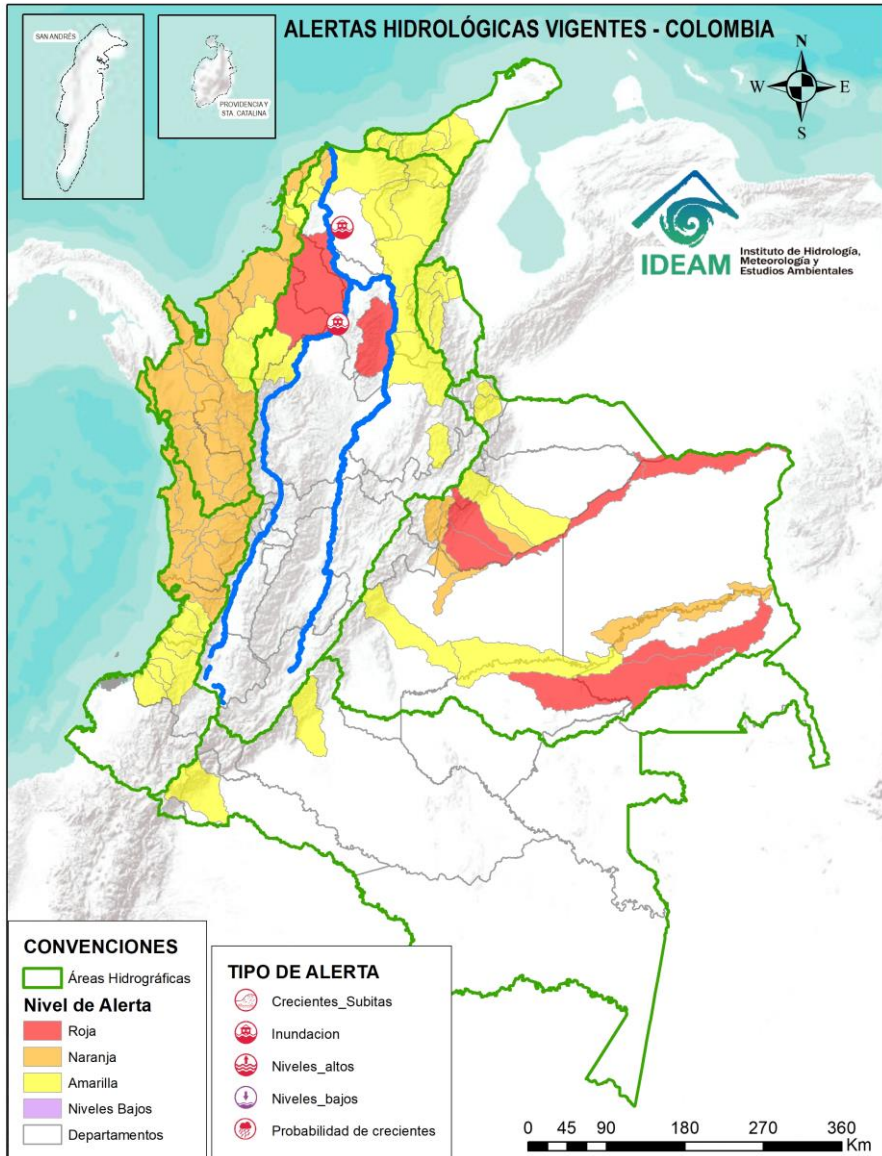 ALERTAS HIDROLÓGICAS VIGENTES - COLOMBIA
SAN ANDRÉS
PROVIDENCIA Y
STA. CATALINA
N
W
E
S
IDEAM
Instituto de Hidrología,
Meteorología y
Estudios Ambientales
CONVENCIONES
Áreas Hidrográficas
Nivel de Alerta
Roja
Naranja
Amarilla
Niveles Bajos
Departamentos
TIPO DE ALERTA
Crecientes_Subitas
Inundacion
Niveles_altos
Niveles_bajos
Probabilidad de crecientes
0 45 90 180 270 360
Km